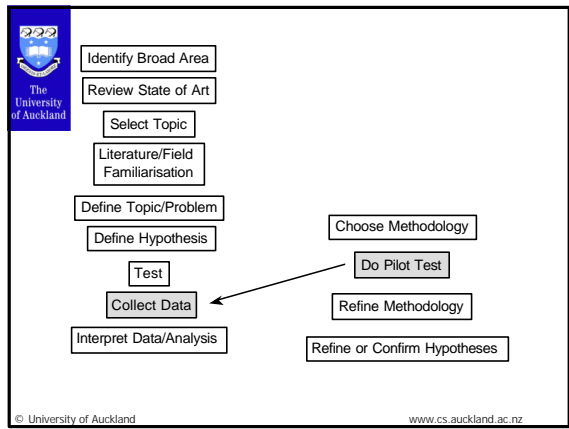 The
University
of Auckland
Identify Broad Area
Review State of Art
Select Topic
Literature/Field
Familiarisation
Define Topic/Problem
Define Hypothesis
Test
Collect Data
Interpret Data/Analysis
Choose Methodology
Do Pilot Test
Refine Methodology
Refine or Confirm Hypotheses
© University of Auckland
www.cs.auckland.ac.nz